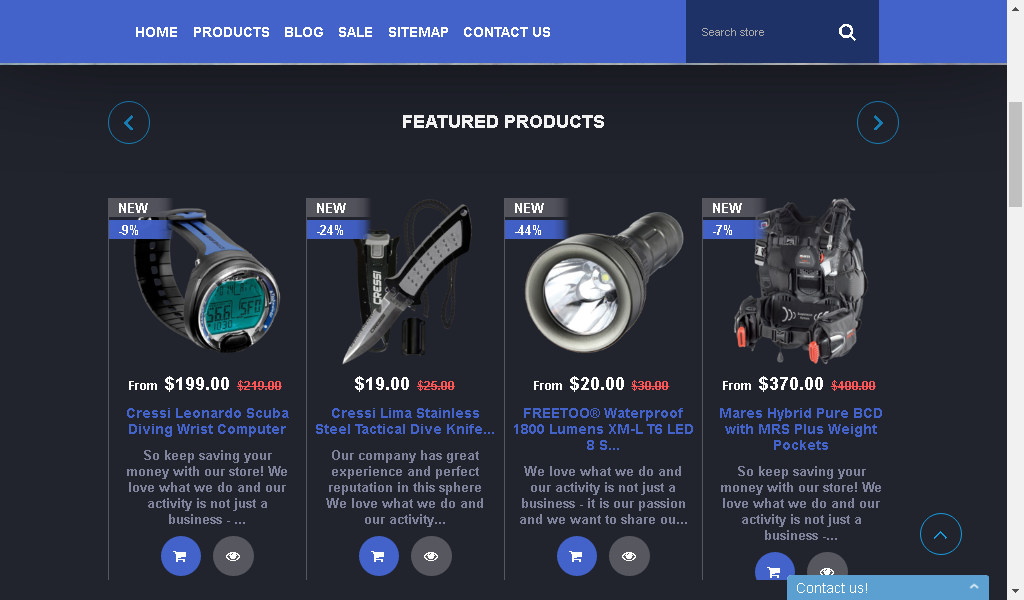 HOME PRODUCTS BLOG SALE SITEMAP CONTACT US
Search store
FEATURED PRODUCTS
NEW
-9%
From $199.00 $219.00
Cressi Leonardo Scuba
Diving Wrist Computer
So keep saving your
money with our store! We
love what we do and our
activity is not just a
business - ...
NEW
-24%
CRESSI
$19.00 $25.00
Cressi Lima Stainless
Steel Tactical Dive Knife...
Our company has great
experience and perfect
reputation in this sphere
We love what we do and
our activity...
NEW
-44%
From $20.00 $30.00
FREETOO® Waterproof
1800 Lumens XM-L T6 LED
8 S...
We love what we do and
our activity is not just a
business - it is our passion
and we want to share ou...
NEW
-7%
From $370.00 $400.00
Mares Hybrid Pure BCD
with MRS Plus Weight
Pockets
So keep saving your
money with our store! We
love what we do and our
activity is not just a
business -...
Contact us!